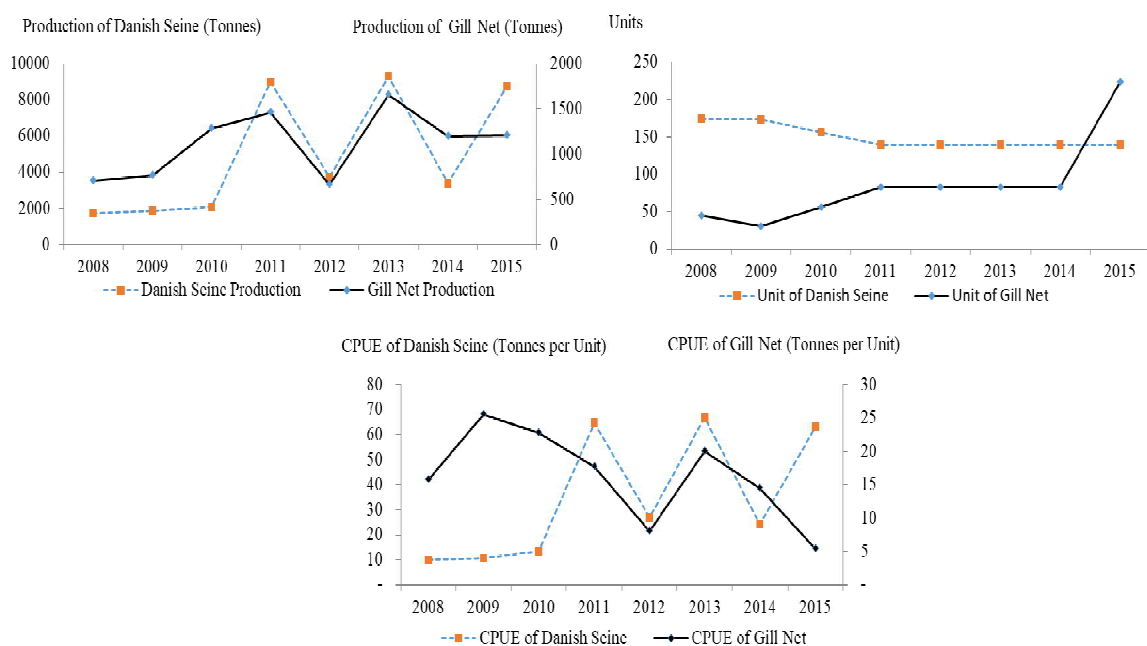 Production of Danish Seine (Tonnes)
Production of Gill Net (Tonnes)
10000
8000
6000
4000
2000
0
2000
1500
1000
500
0
2008 2009 2010 2011 2012 2013 2014 2015
Danish Seine Production
Gill Net Production
Units
250
200
150
100
50
0
2008 2009 2010 2011 2012 2013 2014 2015
Unit of Danish Seine
Unit of Gill Net
CPUE of Danish Seine (Tonnes per Unit)
CPUE of Gill Net (Tonnes per Unit)
80
70
60
50
40
30
20
10
-
30
25
20
15
10
5
-
2008 2009 2010 2011 2012 2013 2014 2015
CPUE of Danish Seine
CPUE of Gill Net